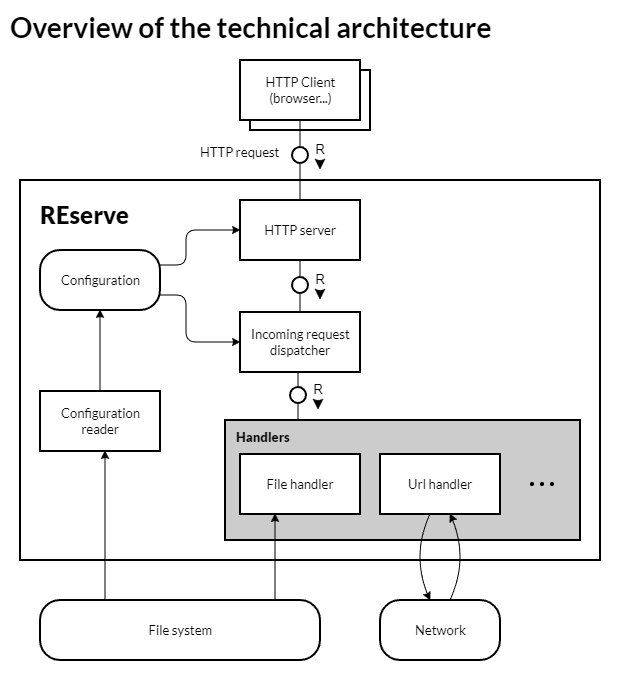 Overview of the technical architecture
HTTP Client
(browser...)
HTTP request
R
REserve
HTTP server
Configuration
R
Incoming request
dispatcher
R
Configuration
reader
Handlers
File handler
Url handler
...
File system
Network